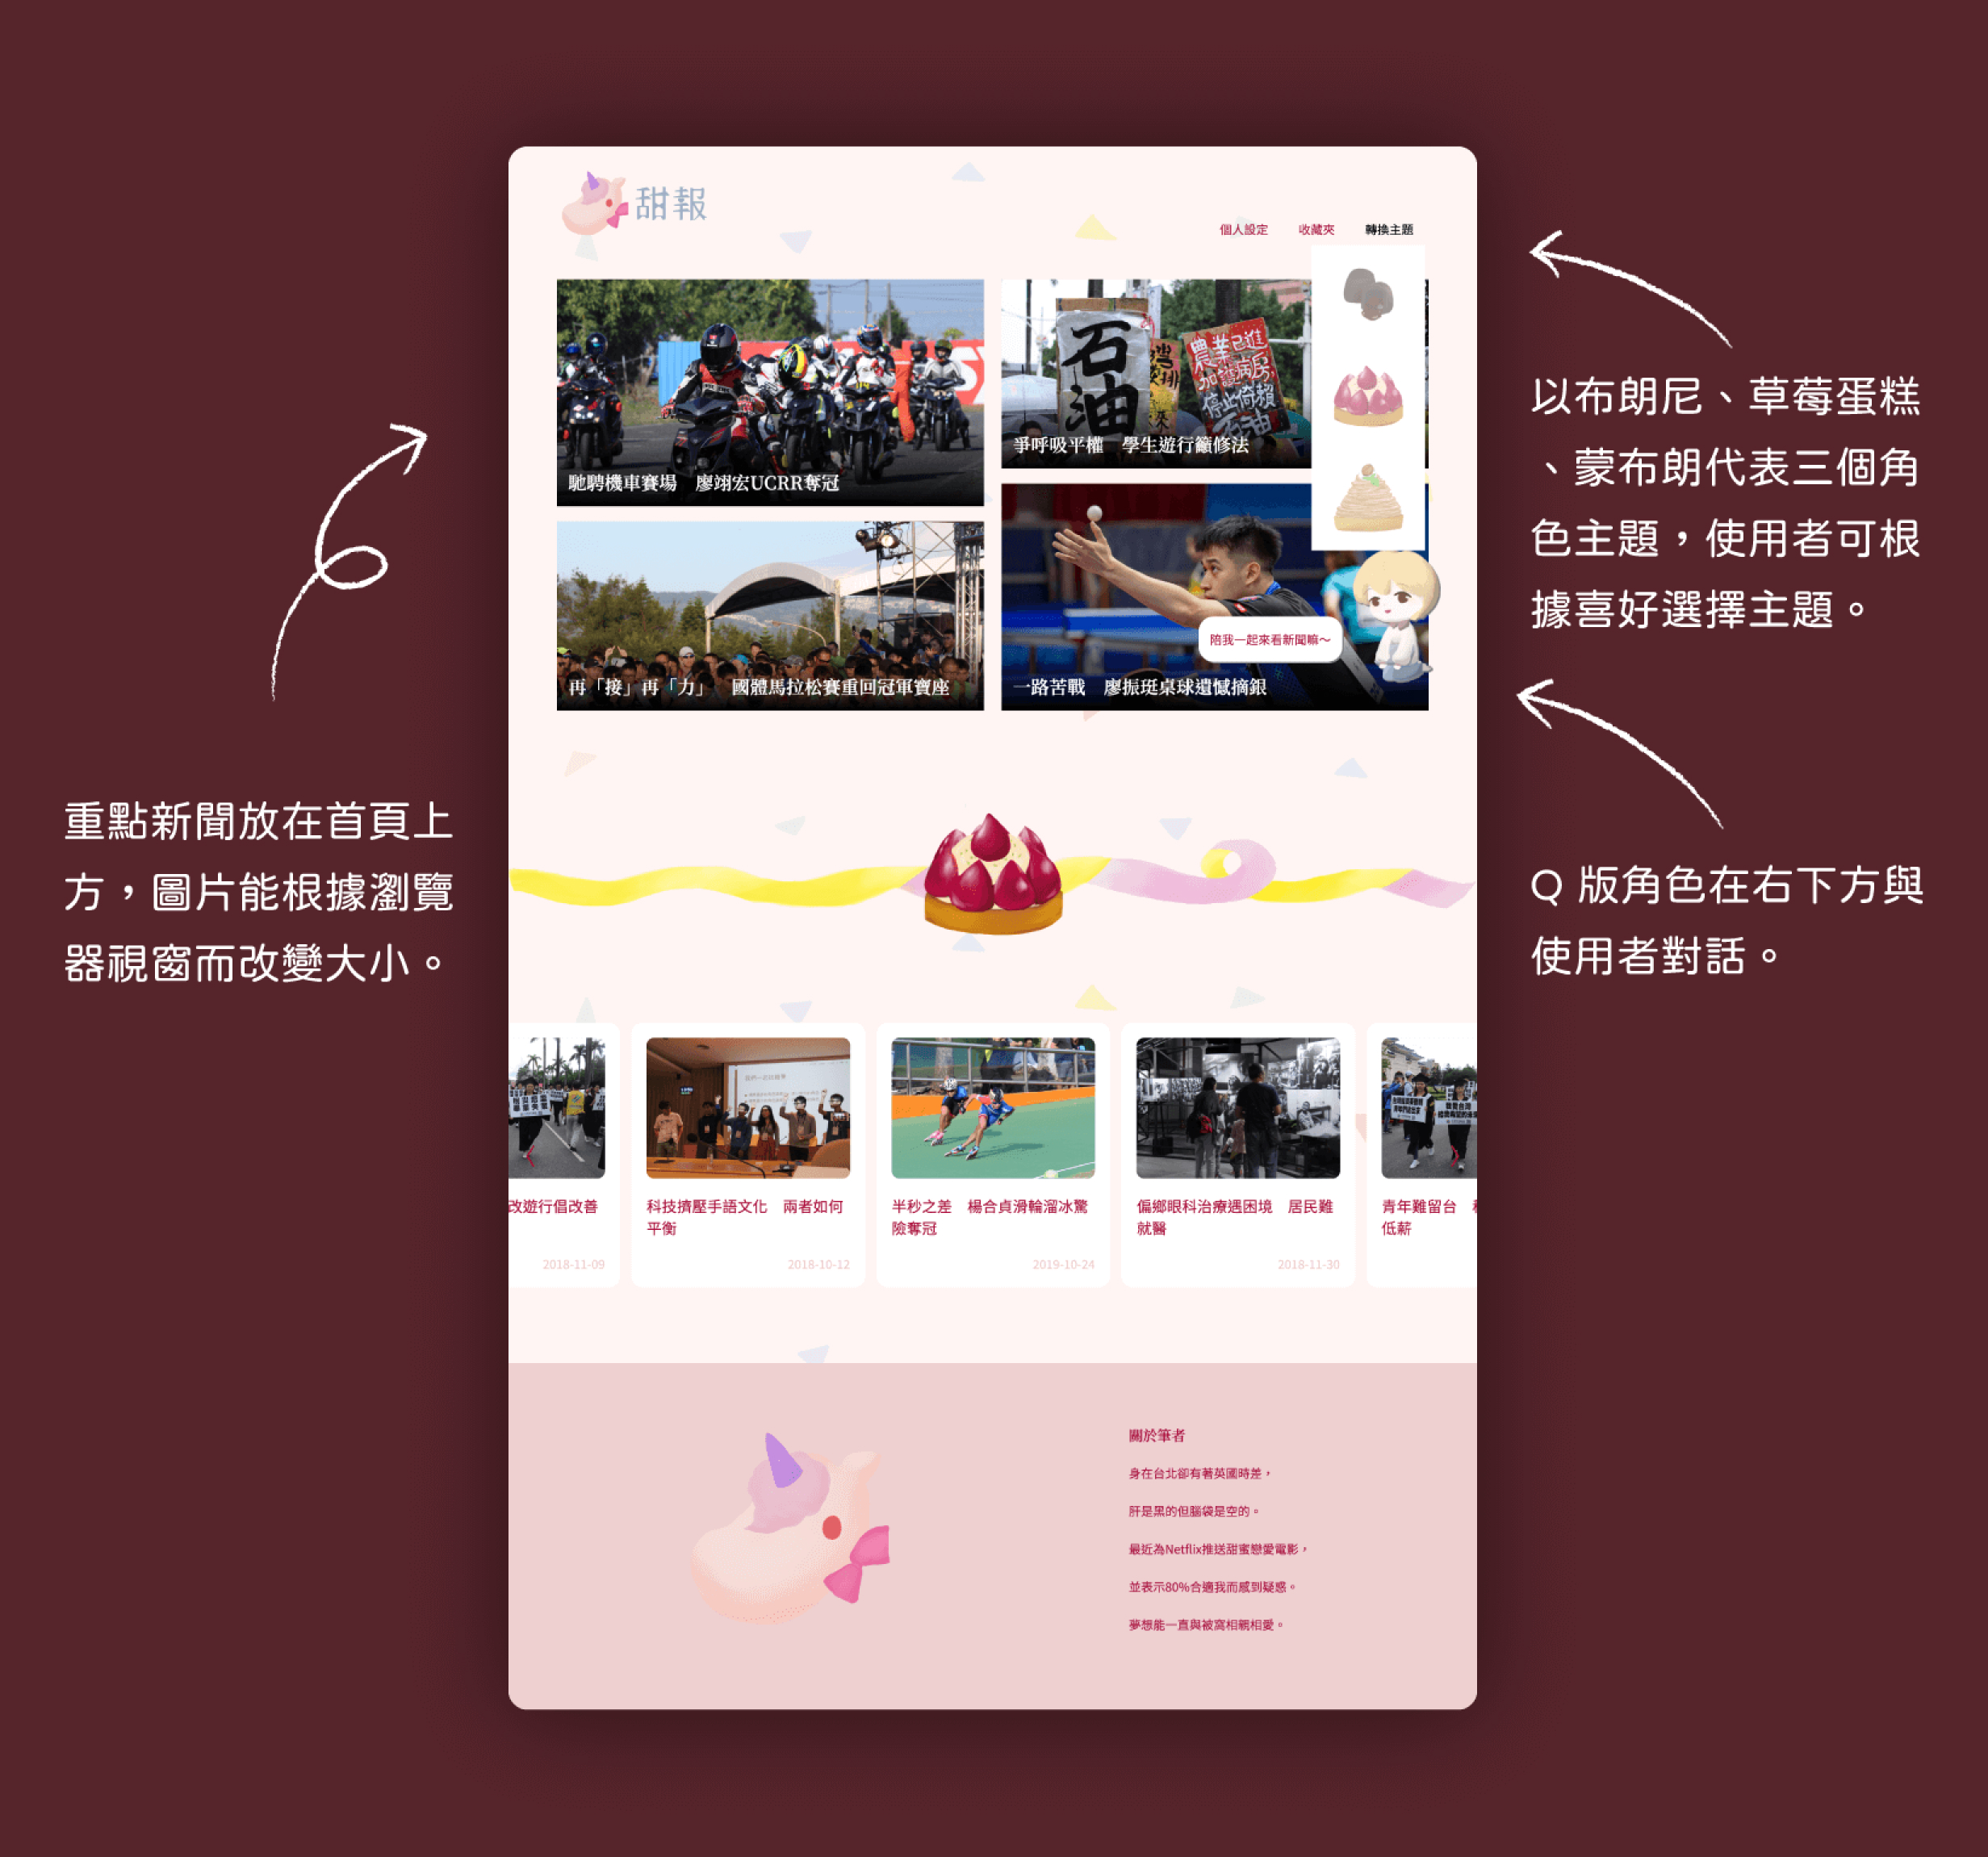 甜報
個人設定 收藏夾 轉換主題
石油
農業已進
加護病房,
停止倚賴
石油
馳騁機車賽場 廖翊宏UCRR奪冠
爭呼吸平權 學生遊行籲修法
再「接」再「力」 國體馬拉松賽重回冠軍寶座
陪我一起來看新聞嘛～
一路苦戰 廖振珽桌球遺憾摘銀
以布朗尼、草莓蛋糕
、蒙布朗代表三個角
色主題，使用者可根
據喜好選擇主題。
重點新聞放在首頁上
方，圖片能根據瀏覽
器視窗而改變大小。
Q 版角色在右下方與
使用者對話。
改遊行倡改善
2018-11-09
科技擠壓手語文化 兩者如何
平衡
2018-10-12
半秒之差 楊合貞滑輪溜冰驚
險奪冠
2019-10-24
偏鄉眼科治療遇困境 居民難
就醫
2018-11-30
青年難留台
低薪
關於筆者
身在台北卻有著英國時差，
肝是黑的但腦袋是空的。
最近為Netflix推送甜蜜戀愛電影，
並表示80%合適我而感到疑惑。
夢想能一直與被窩相親相愛。